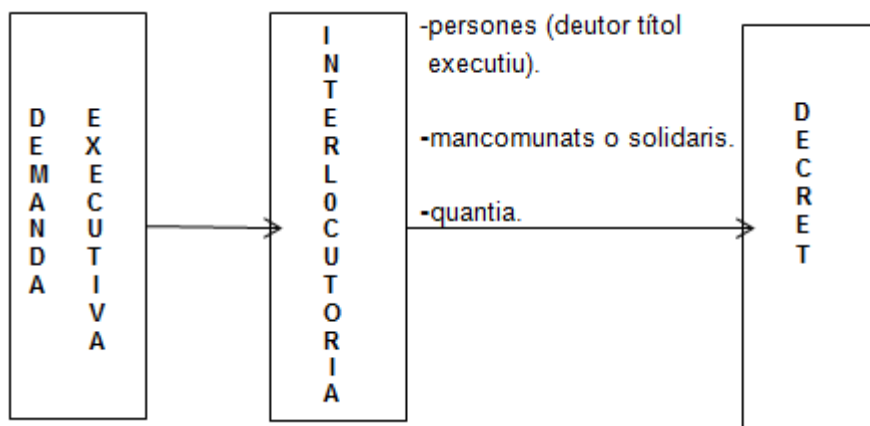 DEMANDA
EXECUTIVA
INTERL0CUTORIA
-persones (deutor títol
executiu).
-mancomunats o solidaris.
-quantia.
DECRET